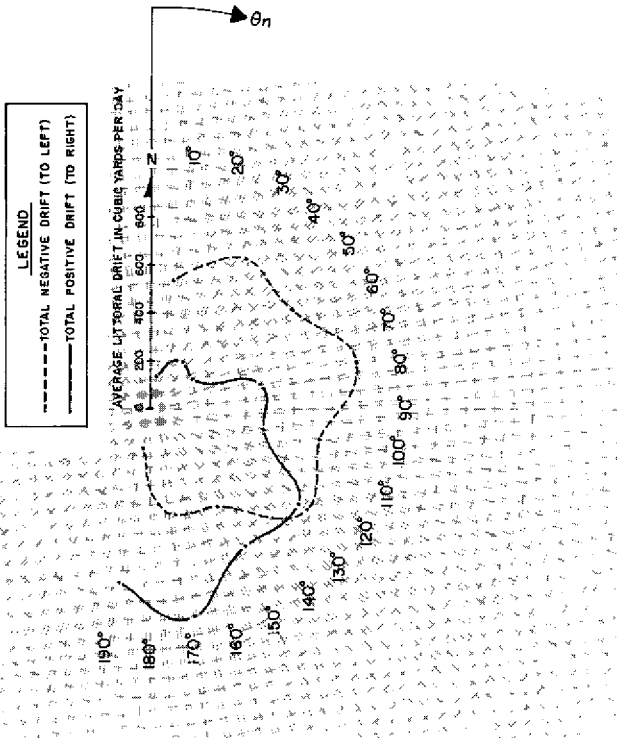 θn
LEGEND
TOTAL NEGATIVE DRIFT (TO LEFT)
TOTAL POSITIVE DRIFT (TO RIGHT)
AVERAGE LITTORAL DRIFT IN CUBIC YARDS PER DAY
0 200 400 600 800
N
10°
20°
30°
40°
50°
60°
70°
80°
90°
100°
110°
120°
130°
140°
150°
160°
170°
180°
190°